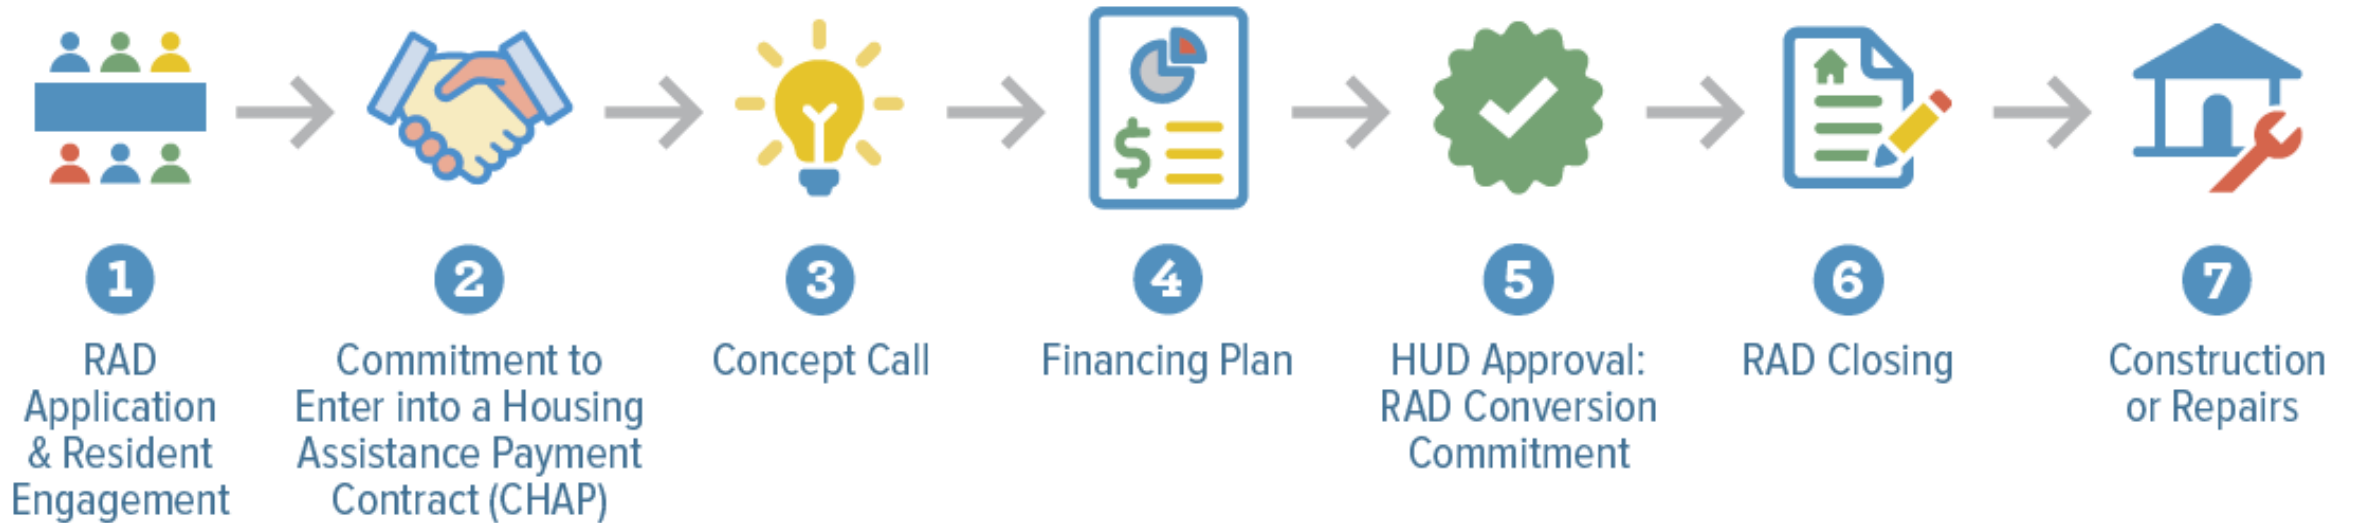 1
RAD
Application
& Resident
Engagement
2
Commitment to
Enter into a Housing
Assistance Payment
Contract (CHAP)
3
Concept Call
$
4
Financing Plan
5
HUD Approval:
RAD Conversion
Commitment
6
RAD Closing
7
Construction
or Repairs